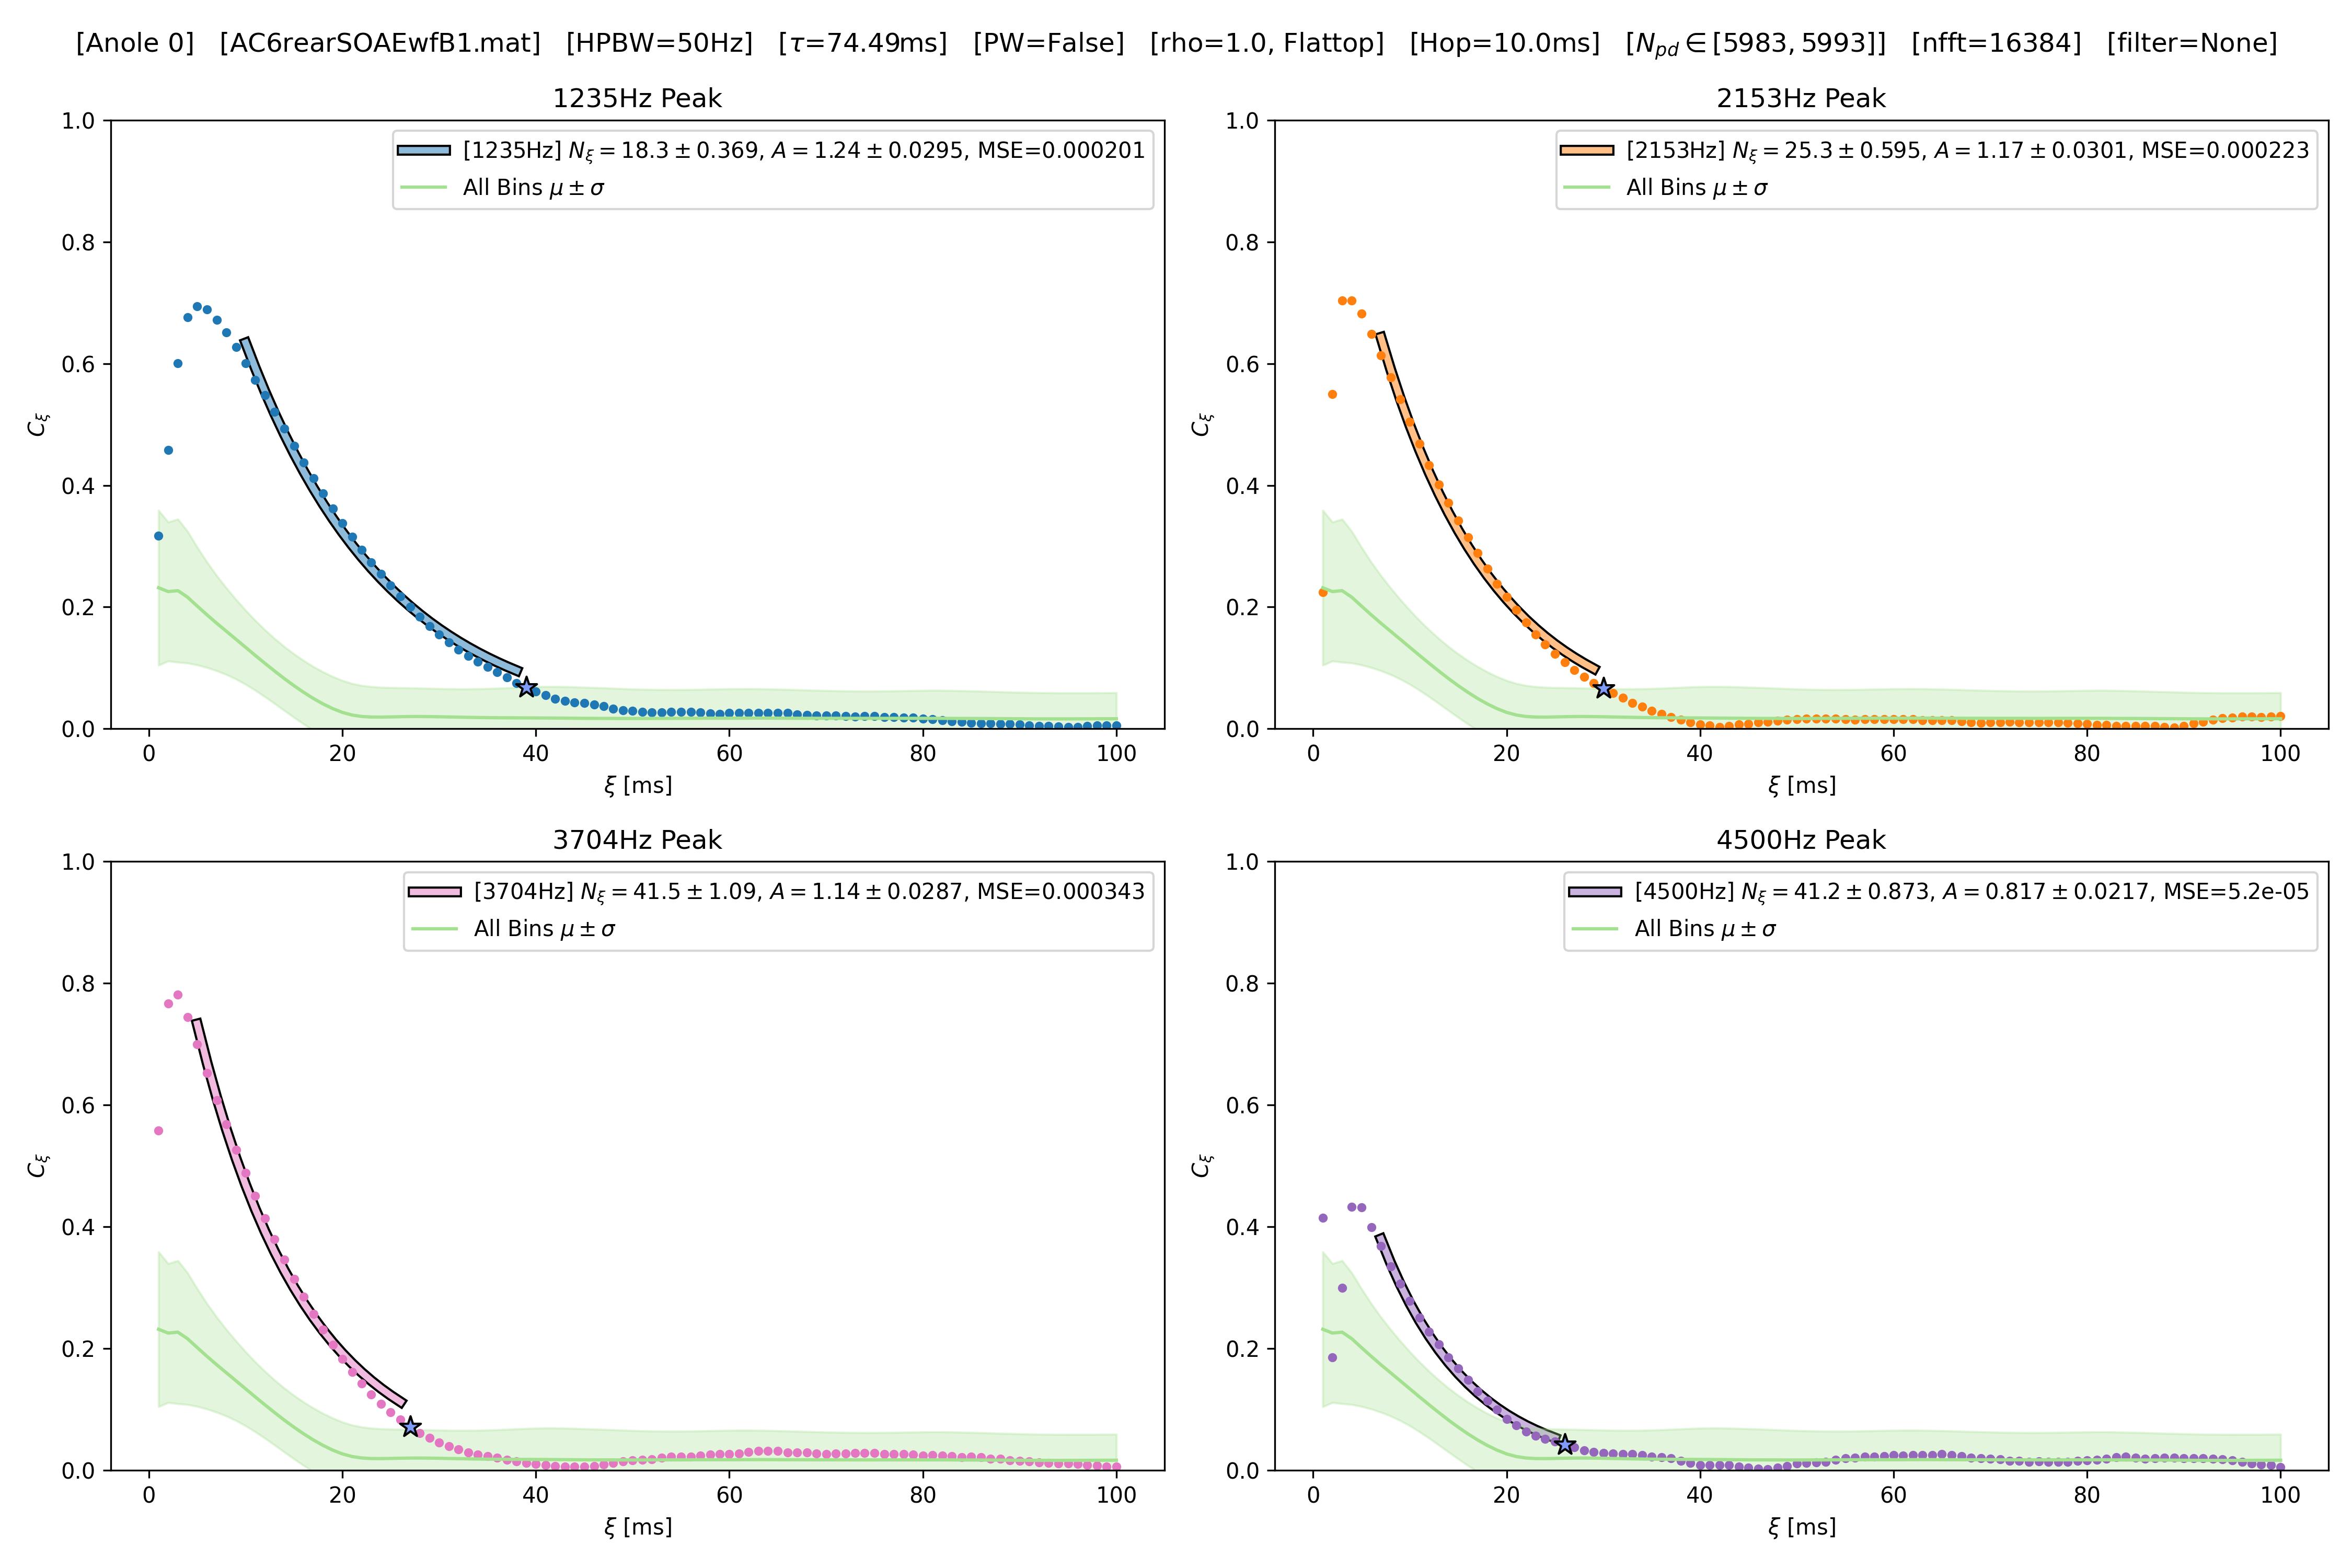 [Anole 0] [AC6rearSOAEwfB1.mat] [HPBW=50Hz] [τ=74.49ms] [PW=False] [rho=1.0, Flattop] [Hop=10.0ms] [N_pd ∈ [5983, 5993]] [nfft=16384] [filter=None]
1235Hz Peak
[1235Hz] N_ξ = 18.3 ± 0.369, A = 1.24 ± 0.0295, MSE=0.000201
All Bins μ ± σ
1.0
0.8
0.6
0.4
0.2
0.0
C_ξ
0 20 40 60 80 100
ξ [ms]
2153Hz Peak
[2153Hz] N_ξ = 25.3 ± 0.595, A = 1.17 ± 0.0301, MSE=0.000223
All Bins μ ± σ
1.0
0.8
0.6
0.4
0.2
0.0
C_ξ
0 20 40 60 80 100
ξ [ms]
3704Hz Peak
[3704Hz] N_ξ = 41.5 ± 1.09, A = 1.14 ± 0.0287, MSE=0.000343
All Bins μ ± σ
1.0
0.8
0.6
0.4
0.2
0.0
C_ξ
0 20 40 60 80 100
ξ [ms]
4500Hz Peak
[4500Hz] N_ξ = 41.2 ± 0.873, A = 0.817 ± 0.0217, MSE=5.2e-05
All Bins μ ± σ
1.0
0.8
0.6
0.4
0.2
0.0
C_ξ
0 20 40 60 80 100
ξ [ms]